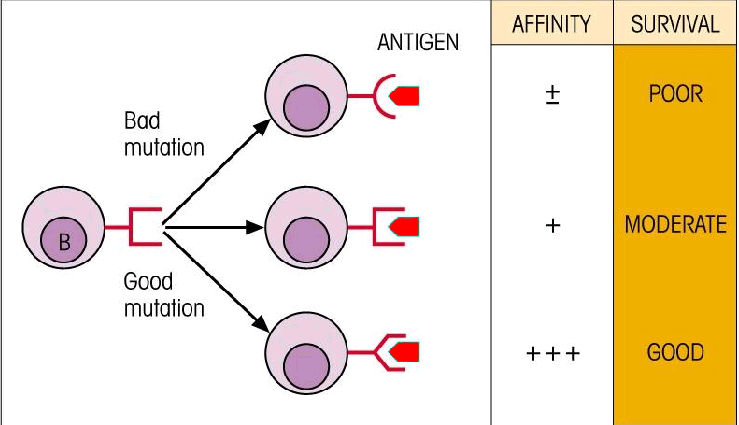 AFFINITY SURVIVAL
ANTIGEN
± POOR
Bad
mutation
B
+ MODERATE
Good
mutation
+++ GOOD